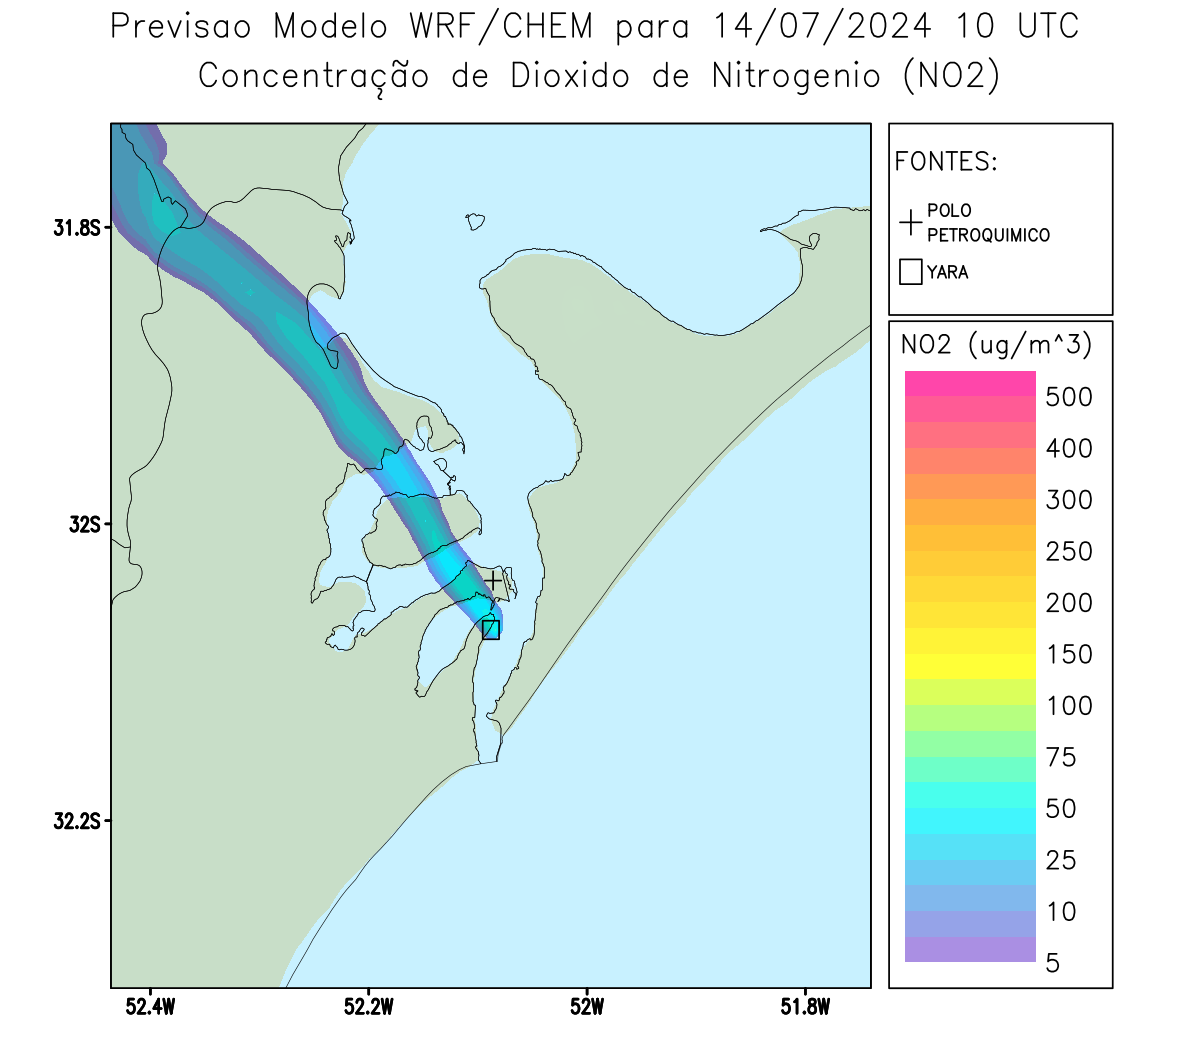 Previsao Modelo WRF/CHEM para 14/07/2024 10 UTC
Concentração de Dioxido de Nitrogenio (NO2)
FONTES:
POLO
PETROQUIMICO
YARA
NO2 (ug/m^3)
500
400
300
250
200
150
100
75
50
25
10
5
31.8S
32S
32.2S
52.4W
52.2W
52W
51.8W